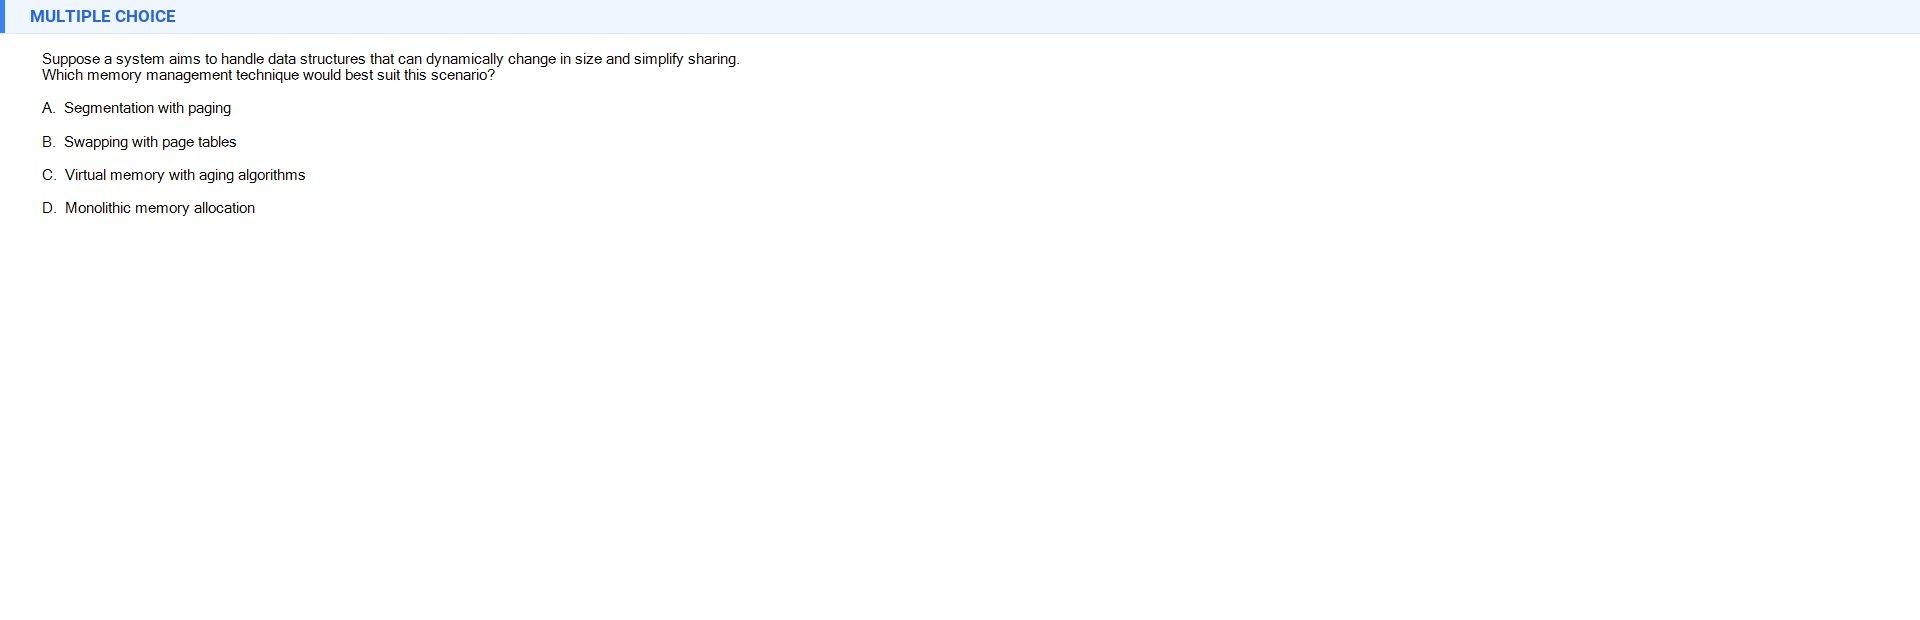 MULTIPLE CHOICE
Suppose a system aims to handle data structures that can dynamically change in size and simplify sharing.
Which memory management technique would best suit this scenario?
A. Segmentation with paging
B. Swapping with page tables
C. Virtual memory with aging algorithms
D. Monolithic memory allocation